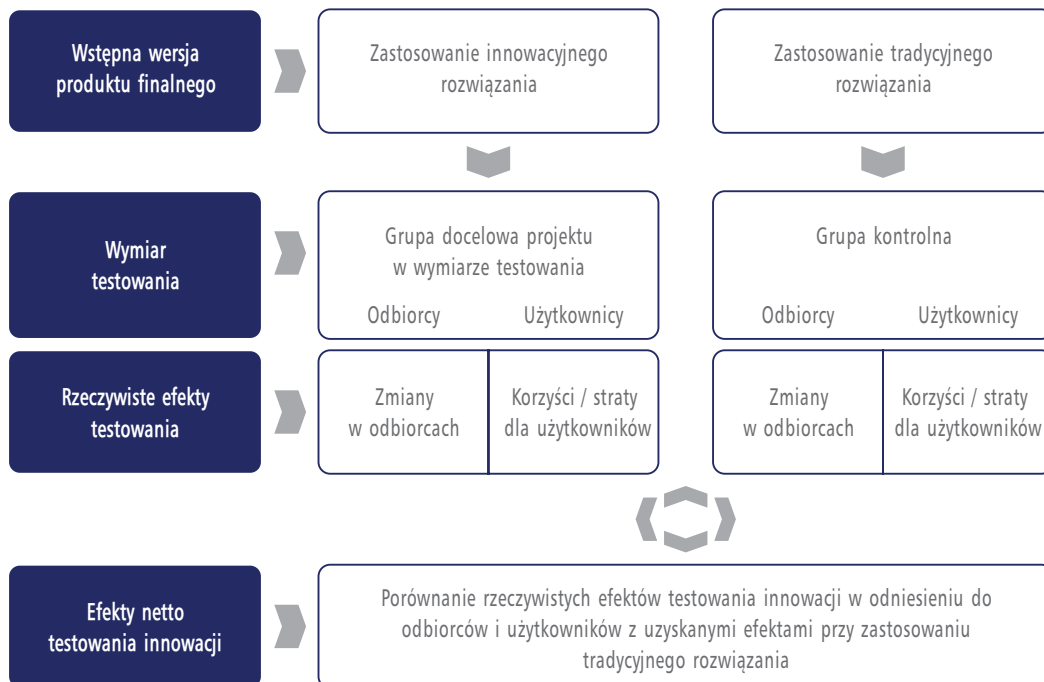 Wstępna wersja
produktu finalnego
Zastosowanie innowacyjnego
rozwiązania
Zastosowanie tradycyjnego
rozwiązania
Wymiar
testowania
Grupa docelowa projektu
w wymiarze testowania
Odbiorcy
Użytkownicy
Grupa kontrolna
Odbiorcy
Użytkownicy
Rzeczywiste efekty
testowania
Zmiany
w odbiorcach
Korzyści / straty
dla użytkowników
Zmiany
w odbiorcach
Korzyści / straty
dla użytkowników
Efekty netto
testowania innowacji
Porównanie rzeczywistych efektów testowania innowacji w odniesieniu do
odbiorców i użytkowników z uzyskanymi efektami przy zastosowaniu
tradycyjnego rozwiązania